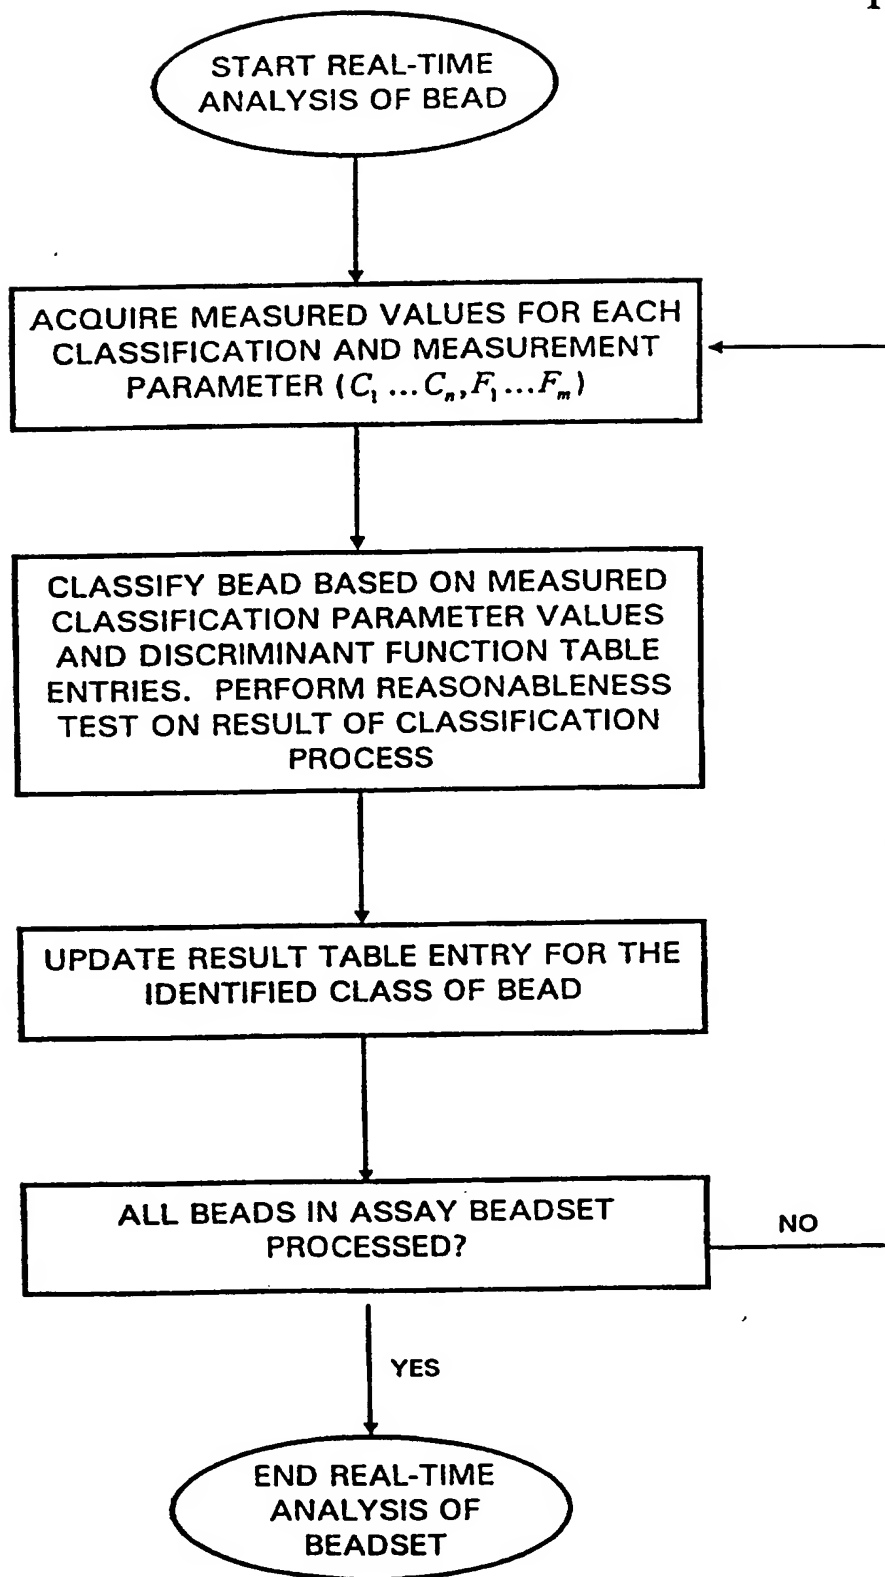 START REAL-TIME
ANALYSIS OF BEAD
ACQUIRE MEASURED VALUES FOR EACH
CLASSIFICATION AND MEASUREMENT
PARAMETER (C₁ ...Cₙ,F₁...Fₘ)
CLASSIFY BEAD BASED ON MEASURED
CLASSIFICATION PARAMETER VALUES
AND DISCRIMINANT FUNCTION TABLE
ENTRIES. PERFORM REASONABLENESS
TEST ON RESULT OF CLASSIFICATION
PROCESS
UPDATE RESULT TABLE ENTRY FOR THE
IDENTIFIED CLASS OF BEAD
ALL BEADS IN ASSAY BEADSET
PROCESSED?
NO
YES
END REAL-TIME
ANALYSIS OF
BEADSET